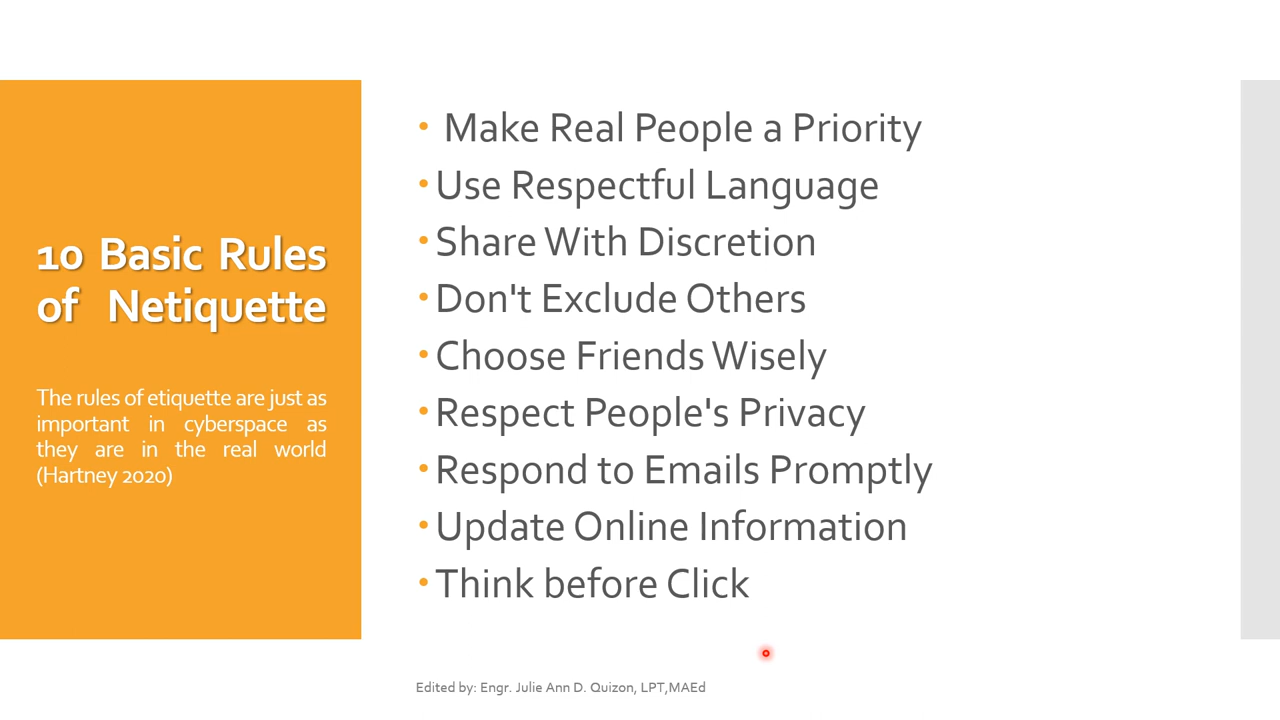 10 Basic Rules
of Netiquette
The rules of etiquette are just as
important in cyberspace as
they are in the real world
(Hartney 2020)
• Make Real People a Priority
• Use Respectful Language
• Share With Discretion
• Don't Exclude Others
• Choose Friends Wisely
• Respect People's Privacy
• Respond to Emails Promptly
• Update Online Information
• Think before Click
Edited by: Engr. Julie Ann D. Quizon, LPT,MAEd